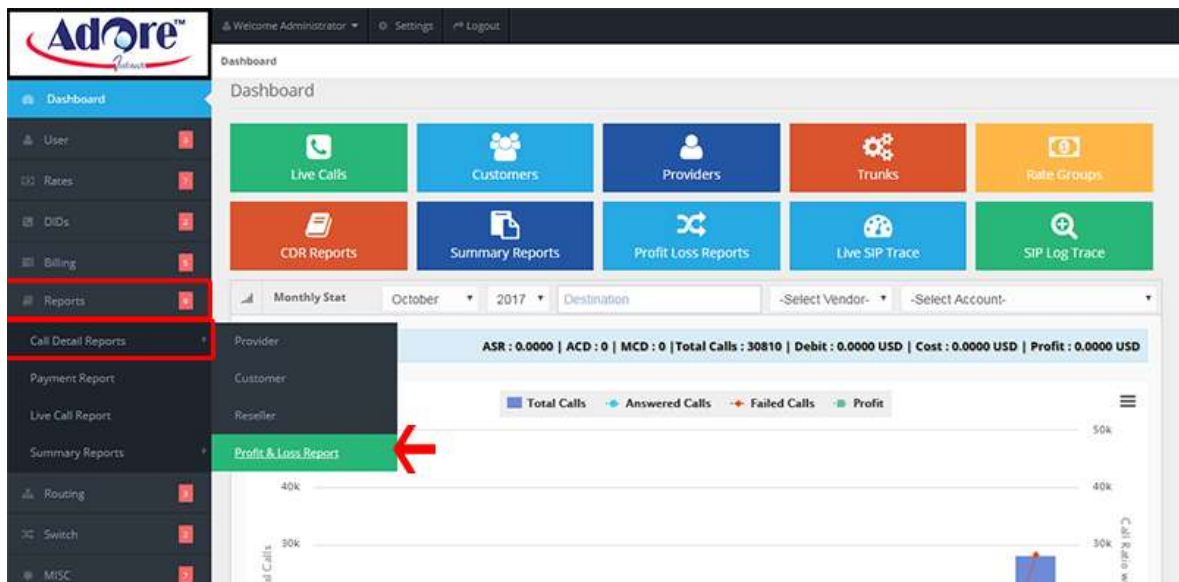 Adore™
Welcome Administrator
Settings
Logout
Dashboard
Dashboard
Dashboard
User
Rates
DIDs
Billing
Reports
Call Detail Reports
Payment Report
Live Call Report
Summary Reports
Routing
Switch
MISC
Live Calls
Customers
Providers
Trunks
Rate Groups
CDR Reports
Summary Reports
Profit Loss Reports
Live SIP Trace
SIP Log Trace
Monthly Stat
October
2017
Destination
-Select Vendor-
-Select Account-
Provider
Customer
Reseller
Profit & Loss Report
ASR : 0.0000 | ACD : 0 | MCD : 0 |Total Calls : 30810 | Debit : 0.0000 USD | Cost : 0.0000 USD | Profit : 0.0000 USD
Total Calls
Answered Calls
Failed Calls
Profit
50k
40k
40k
30k
30k
Calls
Call Ratio